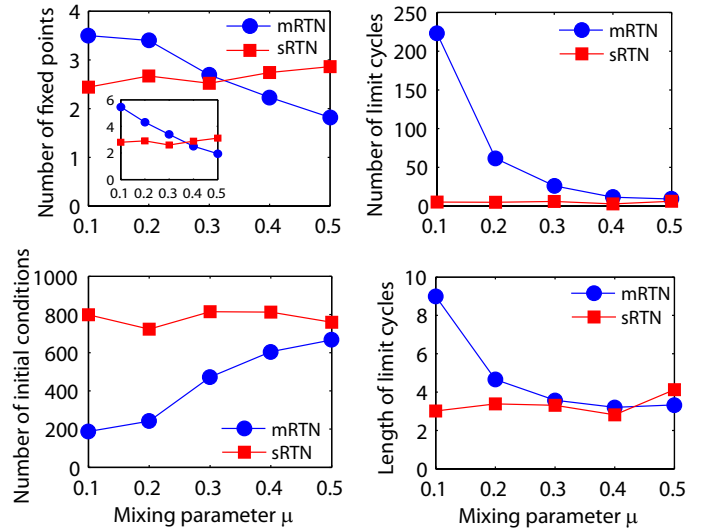 Number of fixed points
4
3
2
1
0
0.1 0.2 0.3 0.4 0.5
mRTN
sRTN
6
4
2
0
0.1 0.2 0.3 0.4 0.5
Number of limit cycles
250
200
150
100
50
0
0.1 0.2 0.3 0.4 0.5
mRTN
sRTN
Number of initial conditions
1000
800
600
400
200
0
0.1 0.2 0.3 0.4 0.5
mRTN
sRTN
Mixing parameter μ
Length of limit cycles
10
8
6
4
2
0
0.1 0.2 0.3 0.4 0.5
mRTN
sRTN
Mixing parameter μ